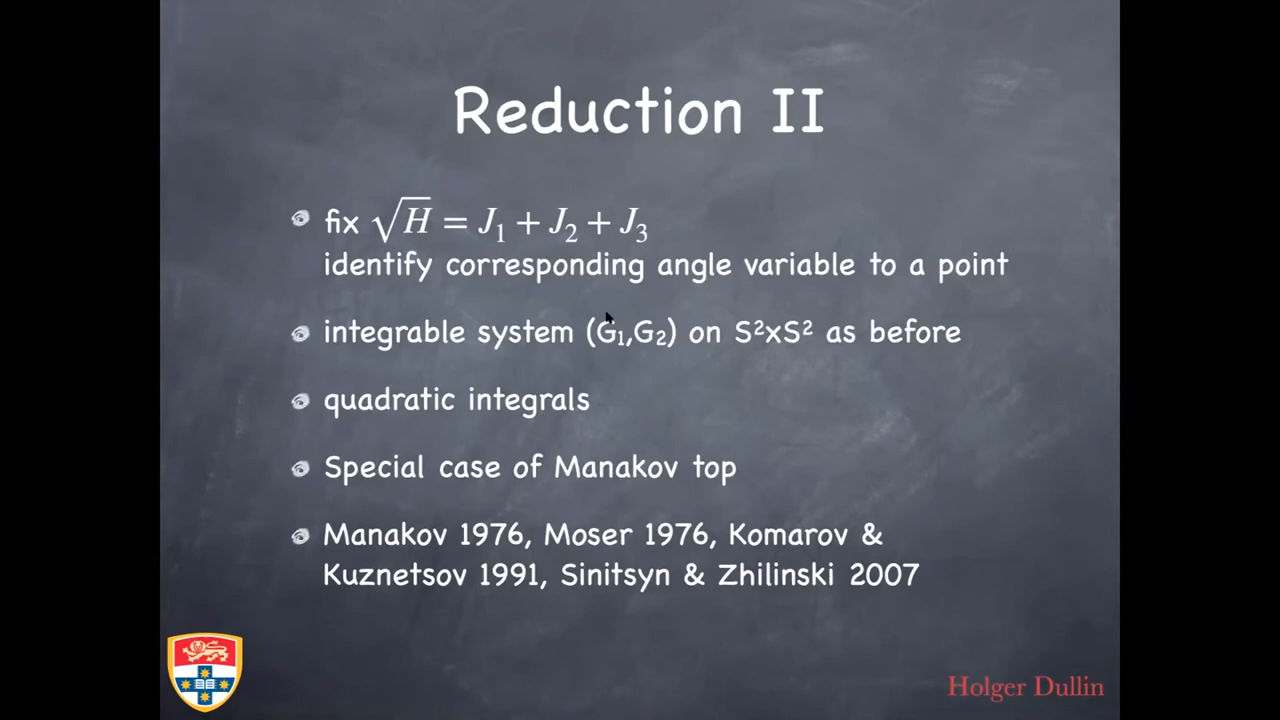 Reduction II
fix √H = J₁ + J₂ + J₃
identify corresponding angle variable to a point
integrable system (G₁,G₂) on S²xS² as before
quadratic integrals
Special case of Manakov top
Manakov 1976, Moser 1976, Komarov &
Kuznetsov 1991, Sinitsyn & Zhilinski 2007
Holger Dullin